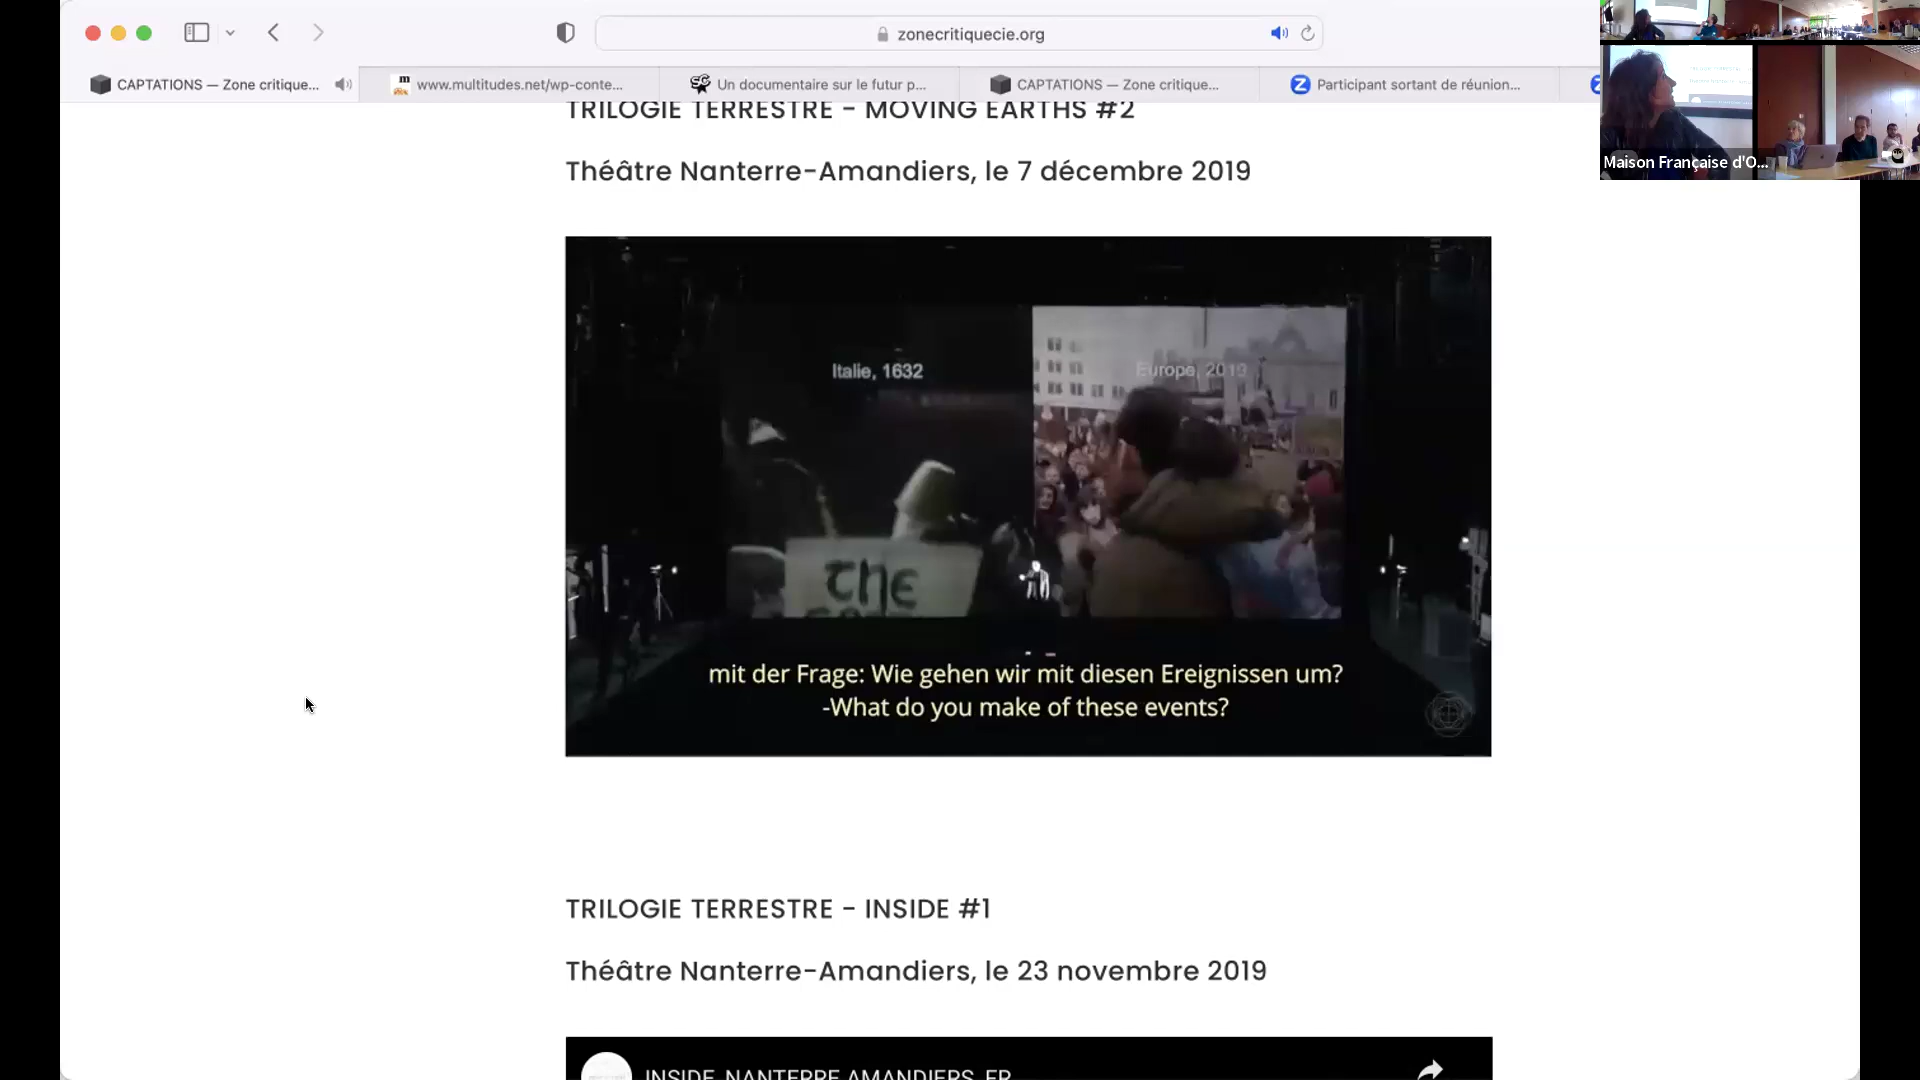 zonecritiquecie.org
CAPTATIONS — Zone critique...
www.multitudes.net/wp-conte...
Un documentaire sur le futur p...
CAPTATIONS — Zone critique...
Participant sortant de réunion...
Maison Française d'O...
TRILOGIE TERRESTRE - MOVING EARTHS #2
Théâtre Nanterre-Amandiers, le 7 décembre 2019
Italie, 1632
Europe, 2019
THE
mit der Frage: Wie gehen wir mit diesen Ereignissen um?
-What do you make of these events?
TRILOGIE TERRESTRE - INSIDE #1
Théâtre Nanterre-Amandiers, le 23 novembre 2019
INSIDE_NANTERRE AMANDIERS_FR